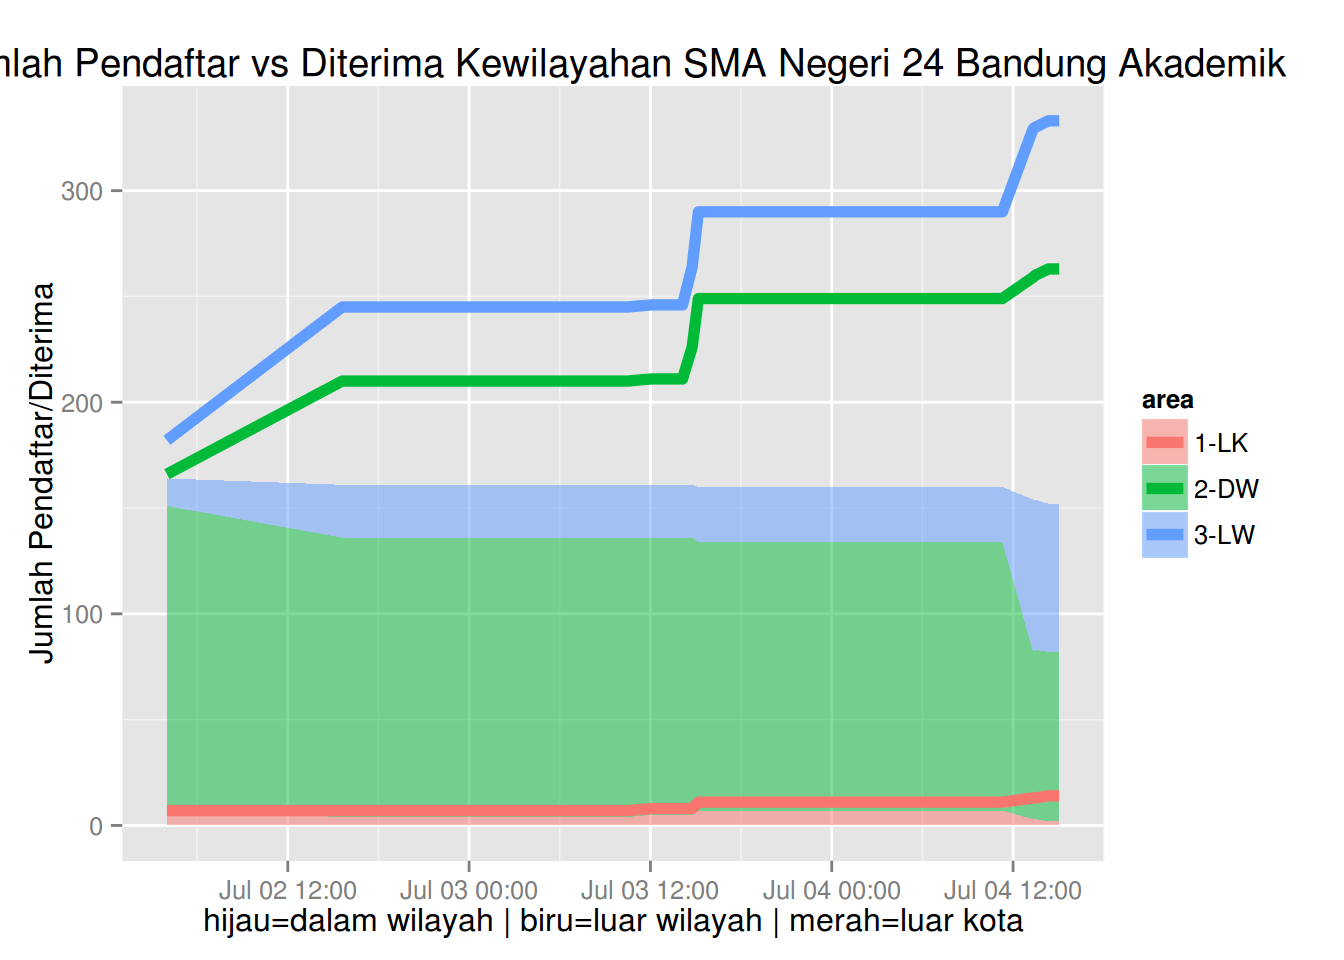 mlah Pendaftar vs Diterima Kewilayahan SMA Negeri 24 Bandung Akademik
Jumlah Pendaftar/Diterima
300
200
100
0
Jul 02 12:00 Jul 03 00:00 Jul 03 12:00 Jul 04 00:00 Jul 04 12:00
hijau=dalam wilayah | biru=luar wilayah | merah=luar kota
area
1-LK
2-DW
3-LW